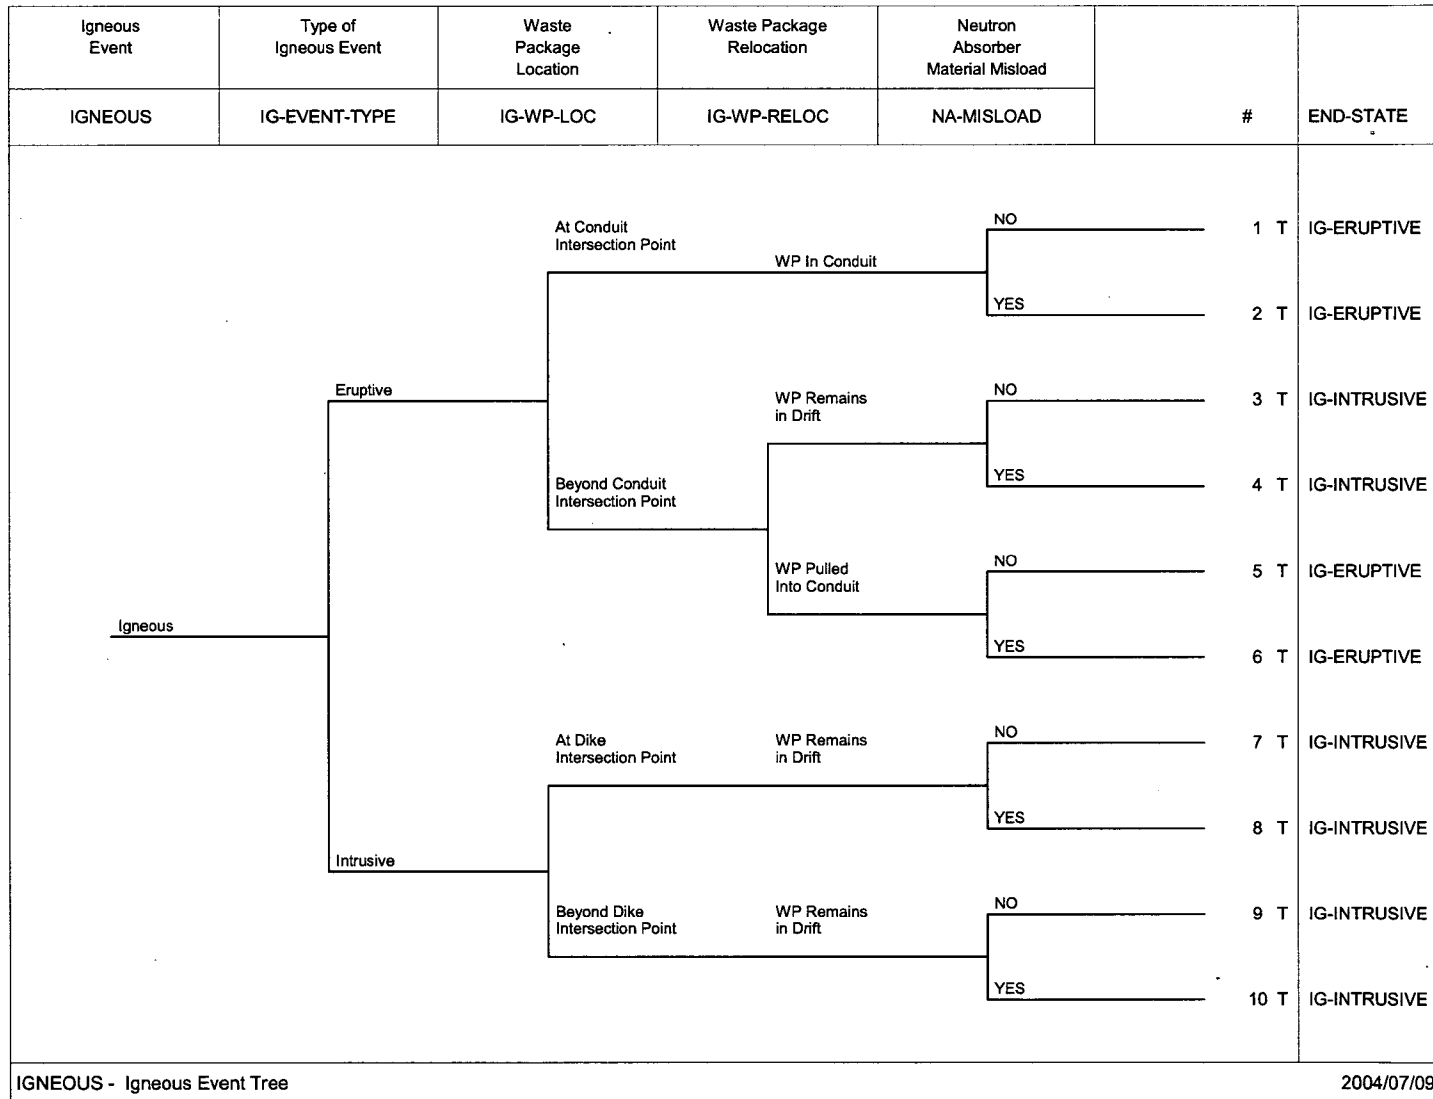 Igneous
Event
Type of
Igneous Event
Waste
Package
Location
Waste Package
Relocation
Neutron
Absorber
Material Misload
IGNEOUS
IG-EVENT-TYPE
IG-WP-LOC
IG-WP-RELOC
NA-MISLOAD
#
END-STATE
At Conduit
Intersection Point
WP In Conduit
NO
1 T IG-ERUPTIVE
YES
2 T IG-ERUPTIVE
Eruptive
WP Remains
in Drift
NO
3 T IG-INTRUSIVE
Beyond Conduit
Intersection Point
YES
4 T IG-INTRUSIVE
WP Pulled
Into Conduit
NO
5 T IG-ERUPTIVE
Igneous
YES
6 T IG-ERUPTIVE
At Dike
Intersection Point
WP Remains
in Drift
NO
7 T IG-INTRUSIVE
YES
8 T IG-INTRUSIVE
Intrusive
Beyond Dike
Intersection Point
WP Remains
in Drift
NO
9 T IG-INTRUSIVE
YES
10 T IG-INTRUSIVE
IGNEOUS - Igneous Event Tree
2004/07/09